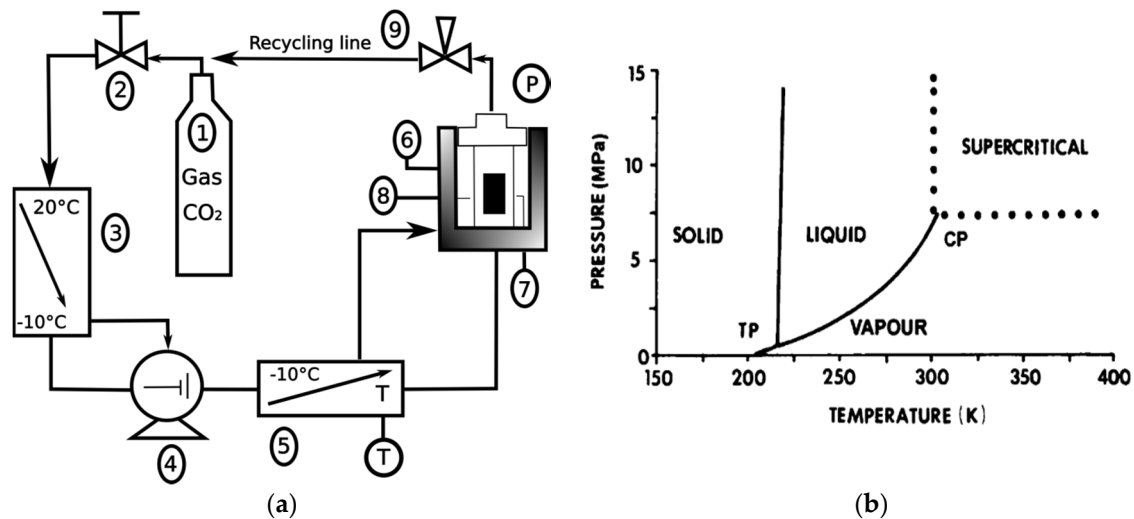 9
Recycling line
2
1
P
6
Gas
CO₂
8
20°C
3
7
-10°C
-10°C
T
4
5
T
(a)
15
10
5
0
PRESSURE (MPa)
SOLID
LIQUID
SUPERCRITICAL
CP
TP
VAPOUR
150
200
250
300
350
400
TEMPERATURE (K)
(b)